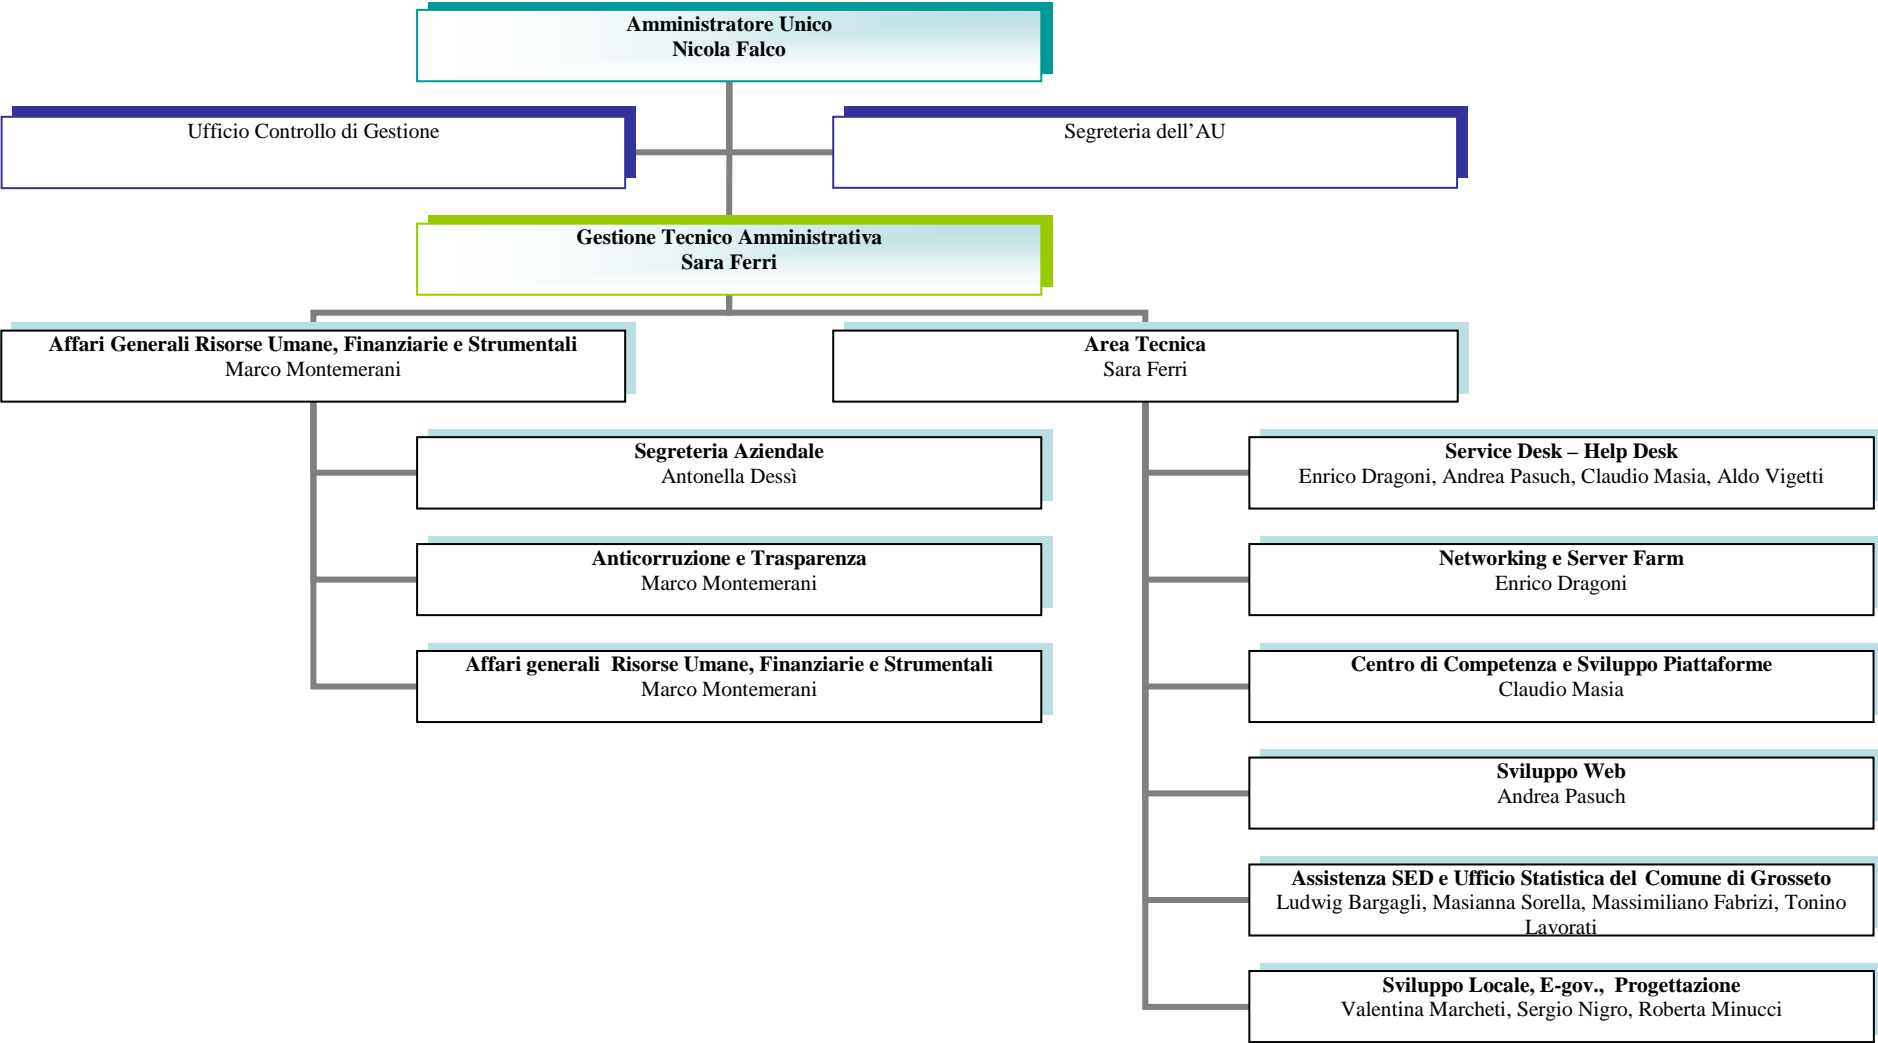 Amministratore Unico
Nicola Falco
Ufficio Controllo di Gestione
Segreteria dell’AU
Gestione Tecnico Amministrativa
Sara Ferri
Affari Generali Risorse Umane, Finanziarie e Strumentali
Marco Montemerani
Area Tecnica
Sara Ferri
Segreteria Aziendale
Antonella Dessì
Anticorruzione e Trasparenza
Marco Montemerani
Affari generali  Risorse Umane, Finanziarie e Strumentali
Marco Montemerani
Service Desk – Help Desk
Enrico Dragoni, Andrea Pasuch, Claudio Masia, Aldo Vigetti
Networking e Server Farm
Enrico Dragoni
Centro di Competenza e Sviluppo Piattaforme
Claudio Masia
Sviluppo Web
Andrea Pasuch
Assistenza SED e Ufficio Statistica del Comune di Grosseto
Ludwig Bargagli, Masianna Sorella, Massimiliano Fabrizi, Tonino
Lavorati
Sviluppo Locale, E-gov.,  Progettazione
Valentina Marcheti, Sergio Nigro, Roberta Minucci